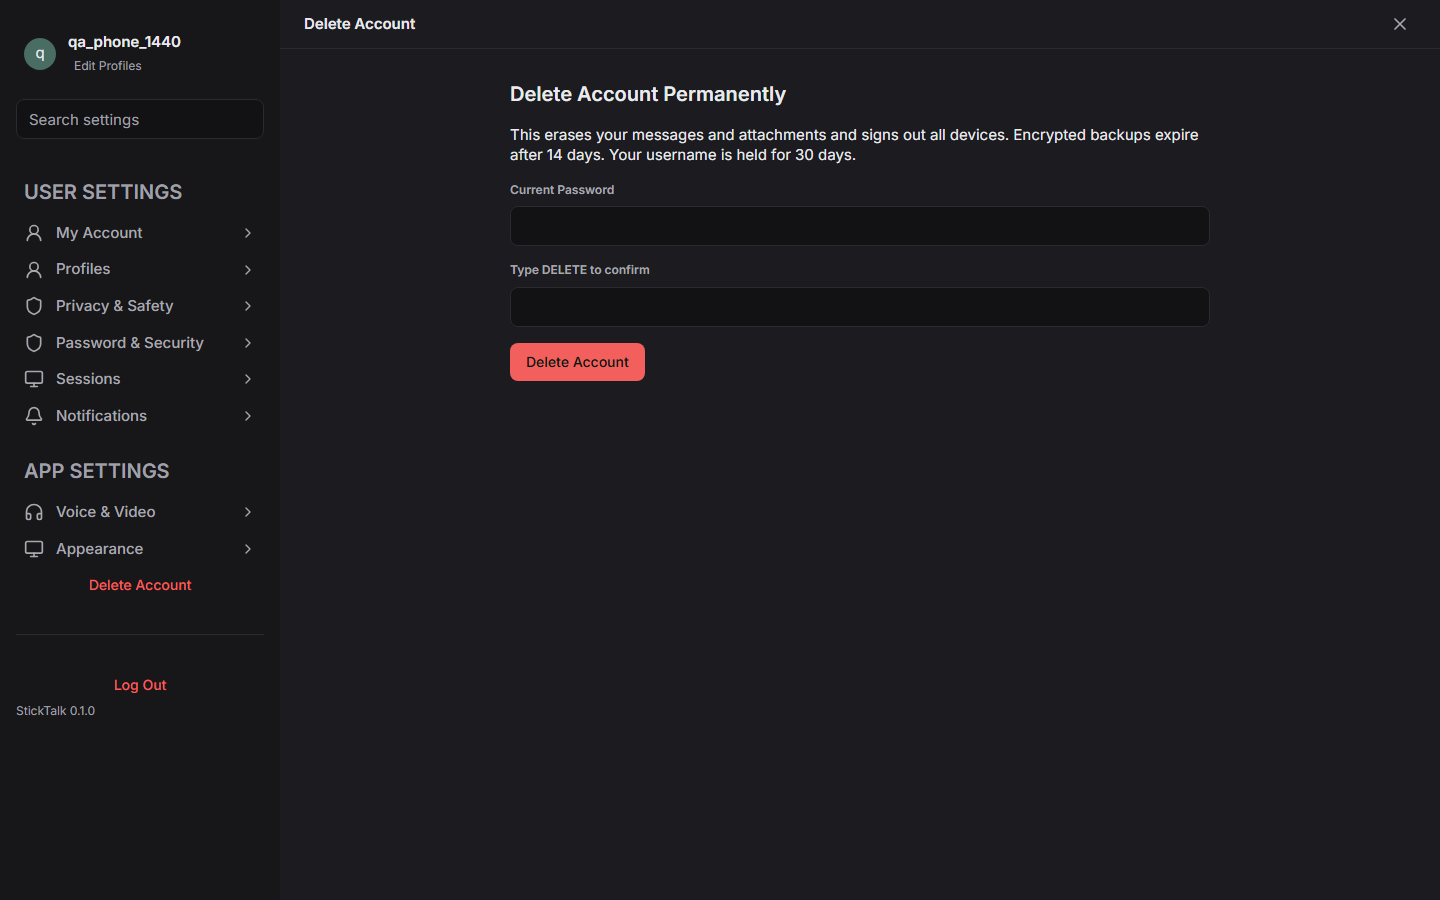 qa_phone_1440
Edit Profiles
Search settings
USER SETTINGS
My Account
Profiles
Privacy & Safety
Password & Security
Sessions
Notifications
APP SETTINGS
Voice & Video
Appearance
Delete Account
Log Out
StickTalk 0.1.0
Delete Account
Delete Account Permanently
This erases your messages and attachments and signs out all devices. Encrypted backups expire
after 14 days. Your username is held for 30 days.
Current Password
Type DELETE to confirm
Delete Account
q